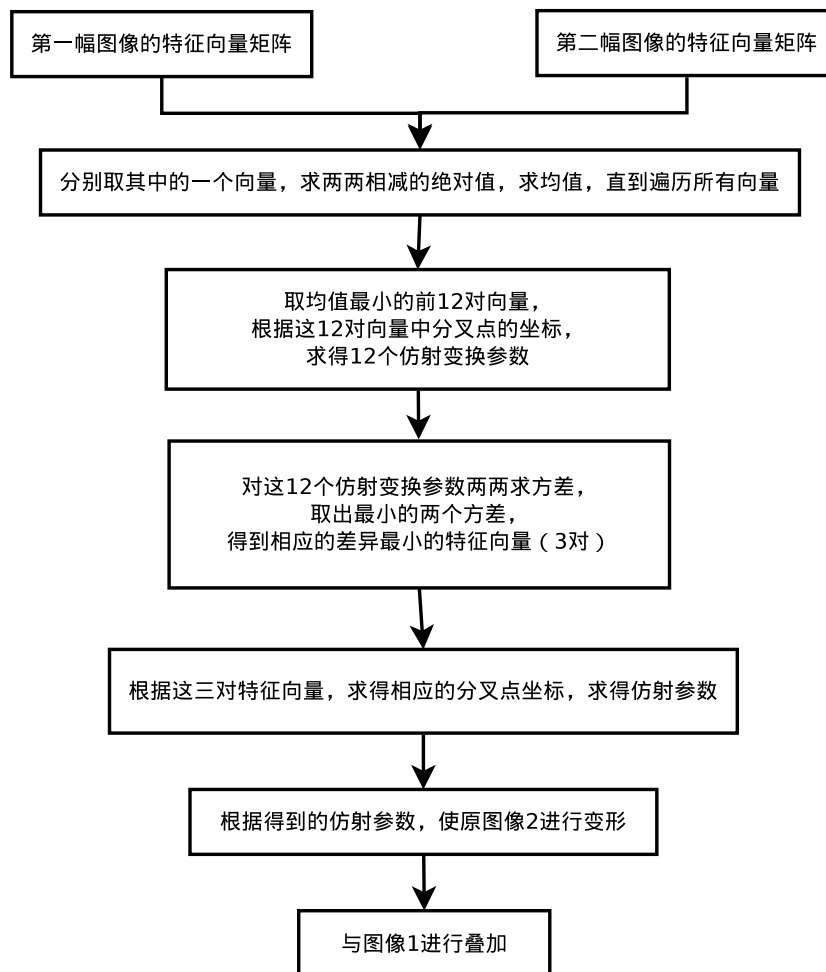 第一幅图像的特征向量矩阵
第二幅图像的特征向量矩阵
分别取其中的一个向量，求两两相减的绝对值，求均值，直到遍历所有向量
取均值最小的前12对向量，
根据这12对向量中分叉点的坐标，
求得12个仿射变换参数
对这12个仿射变换参数两两求方差，
取出最小的两个方差，
得到相应的差异最小的特征向量（3对）
根据这三对特征向量，求得相应的分叉点坐标，求得仿射参数
根据得到的仿射参数，使原图像2进行变形
与图像1进行叠加